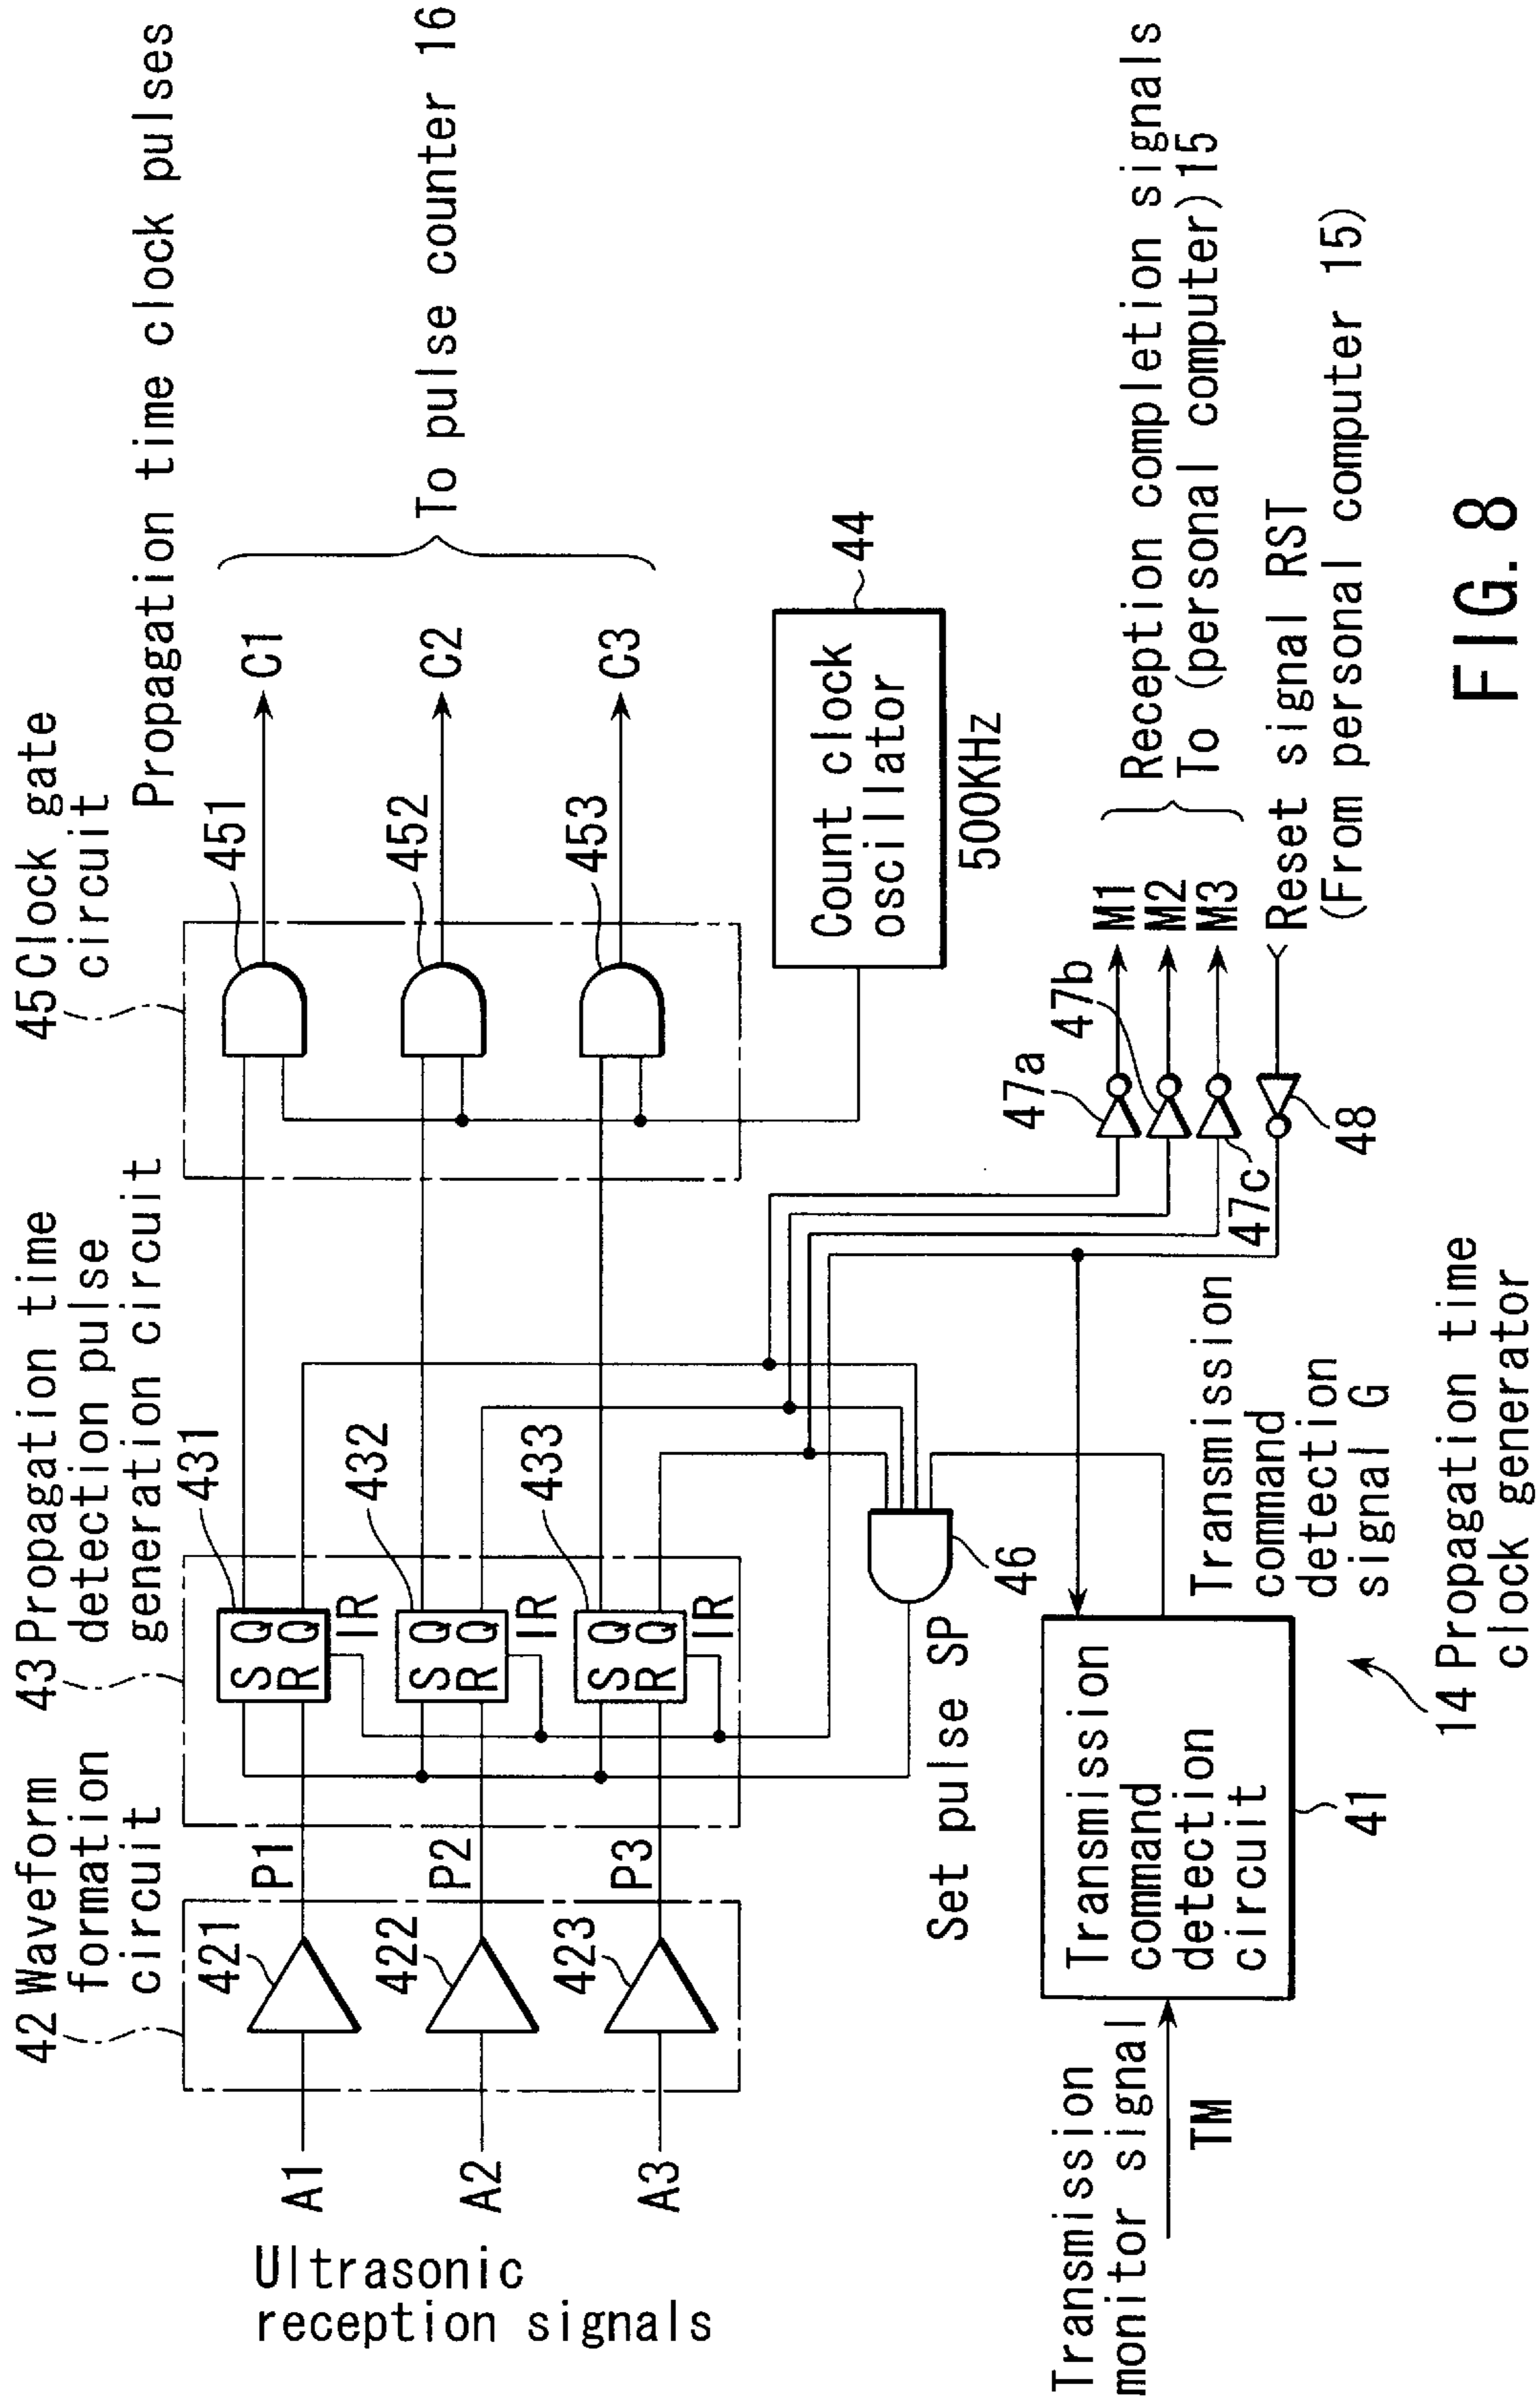 42 Waveform
formation
circuit
43 Propagation time
detection pulse
generation circuit
45 Clock gate
circuit
Propagation time clock pulses
421
422
423
P1
P2
P3
431
432
433
S Q
R Q
IR
S Q
R Q
IR
S Q
R Q
IR
451
452
453
C1
C2
C3
To pulse counter 16
A1
A2
A3
Ultrasonic
reception signals
Count clock
oscillator
44
500KHz
Set pulse SP
46
47a
47b
47c
48
M1
M2
M3
Reception completion signals
To (personal computer)15
Reset signal RST
(From personal computer 15)
Transmission
monitor signal
TM
Transmission
command
detection
circuit
41
Transmission
command
detection
signal G
14 Propagation time
clock generator
FIG. 8